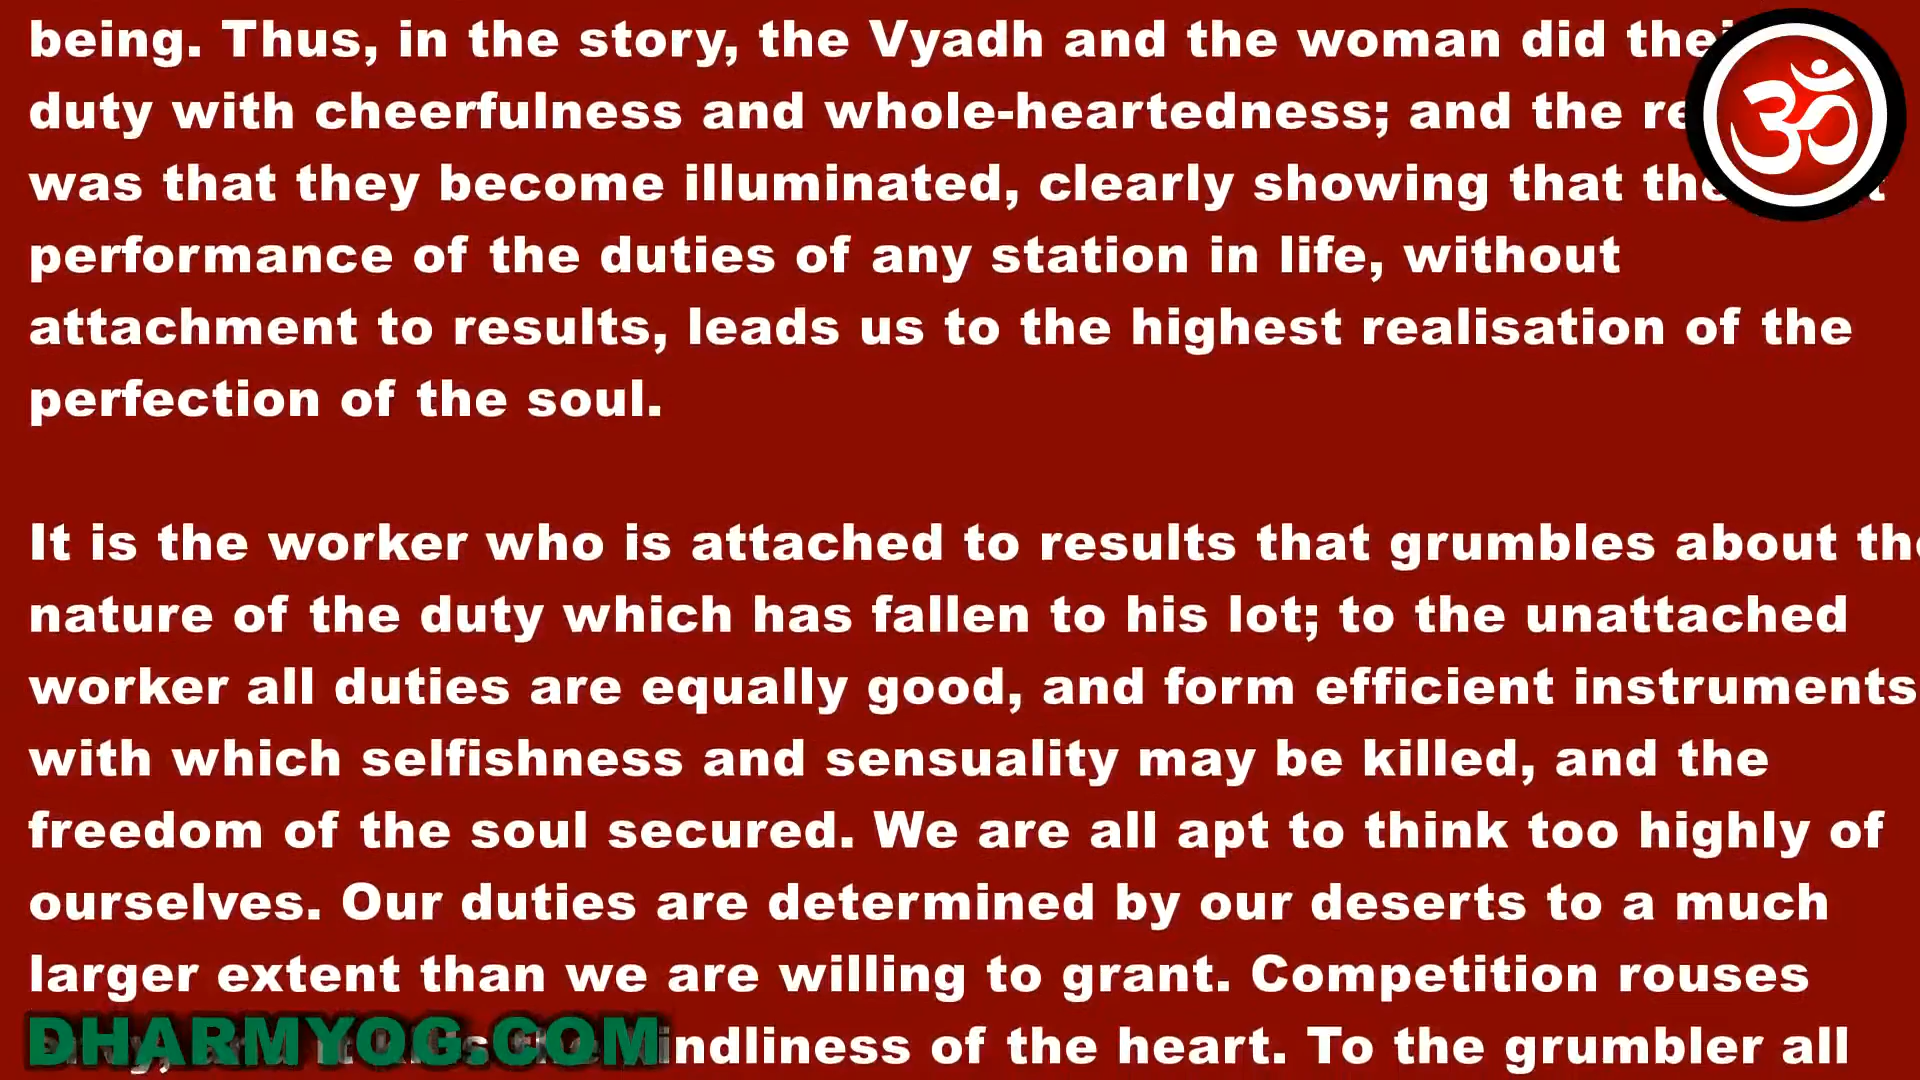 being. Thus, in the story, the Vyadh and the woman did thei
duty with cheerfulness and whole-heartedness; and the re
was that they become illuminated, clearly showing that the
performance of the duties of any station in life, without
attachment to results, leads us to the highest realisation of the
perfection of the soul.
It is the worker who is attached to results that grumbles about the
nature of the duty which has fallen to his lot; to the unattached
worker all duties are equally good, and form efficient instruments
with which selfishness and sensuality may be killed, and the
freedom of the soul secured. We are all apt to think too highly of
ourselves. Our duties are determined by our deserts to a much
larger extent than we are willing to grant. Competition rouses
indliness of the heart. To the grumbler all
DHARMYOG.COM
ॐ